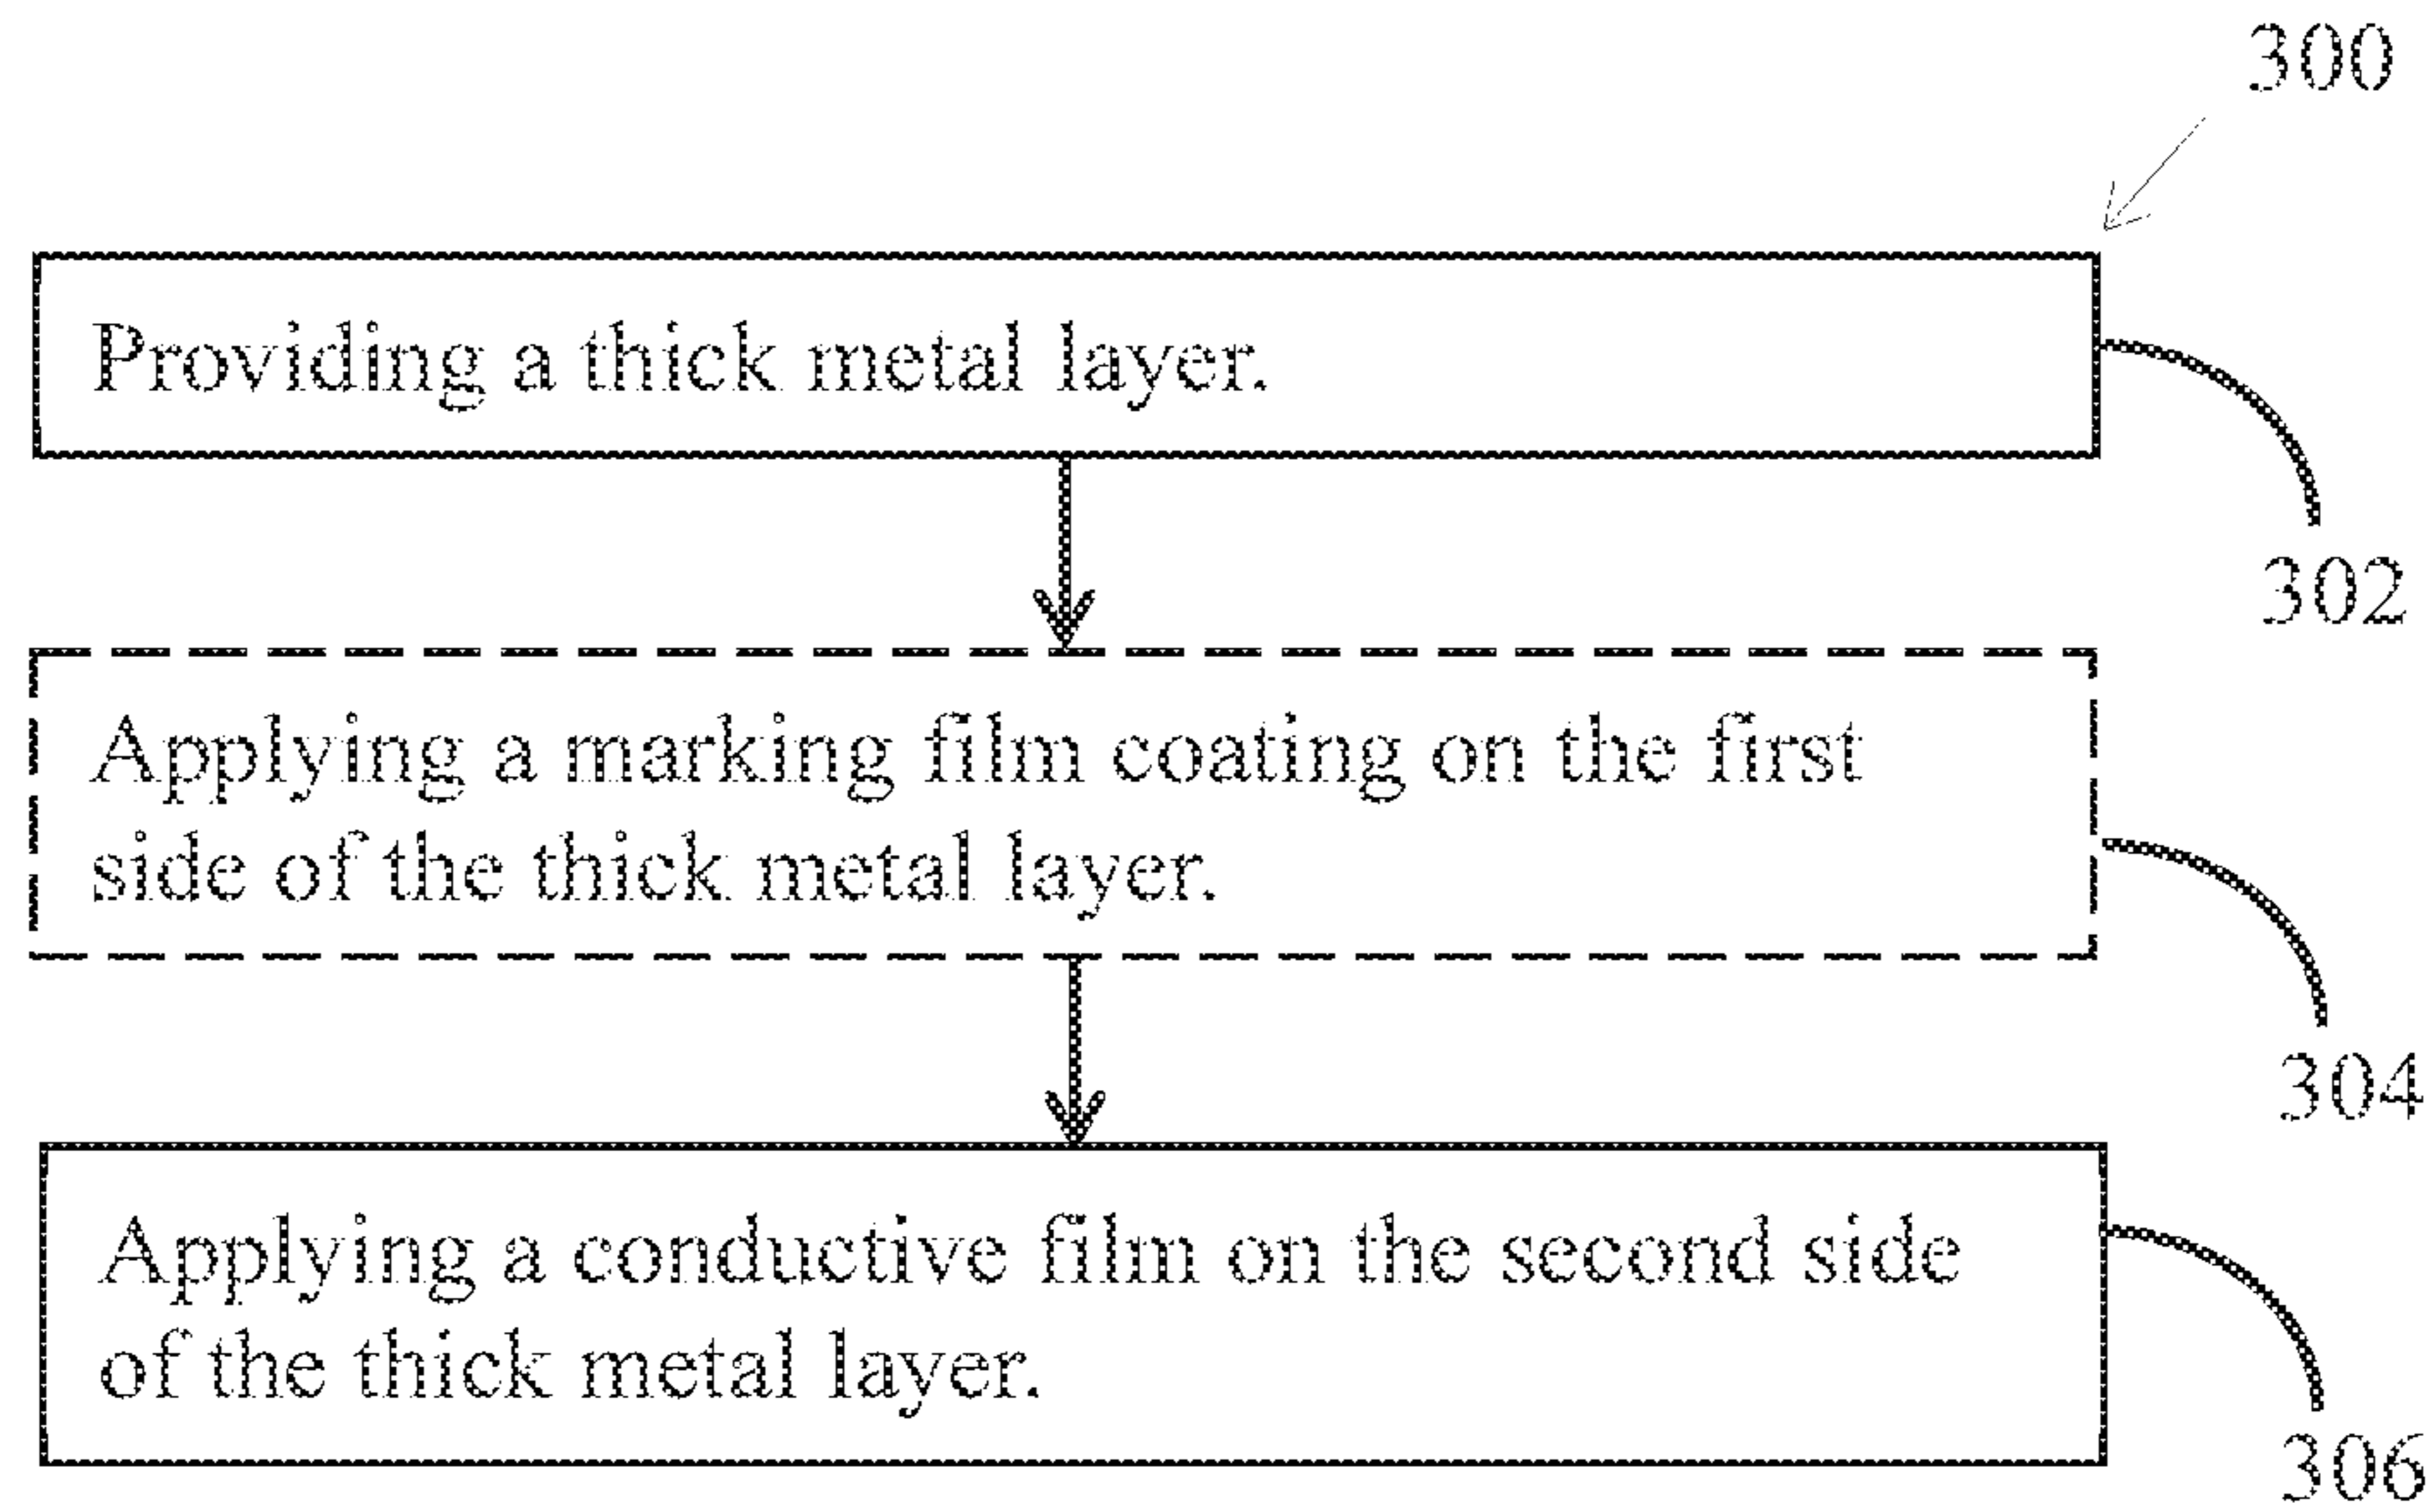 300
Providing a thick metal layer.
302
Applying a marking film coating on the first
side of the thick metal layer.
304
Applying a conductive film on the second side
of the thick metal layer.
306